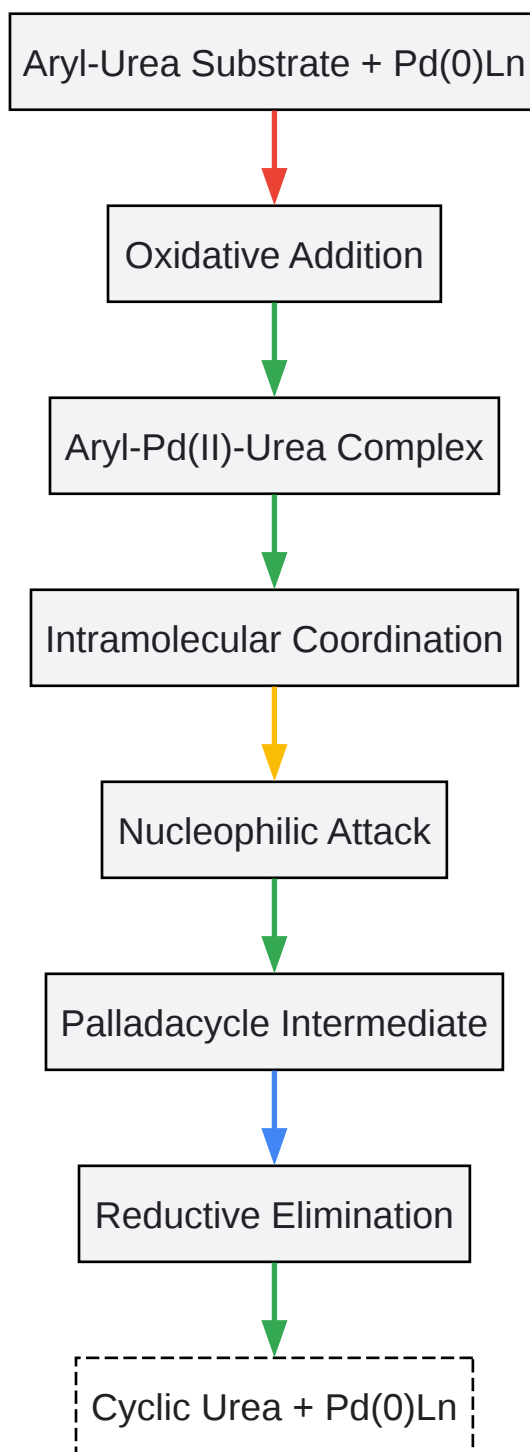 Aryl-Urea Substrate + Pd(0)Ln
Oxidative Addition
Aryl-Pd(II)-Urea Complex
Intramolecular Coordination
Nucleophilic Attack
Palladacycle Intermediate
Reductive Elimination
Cyclic Urea + Pd(0)Ln